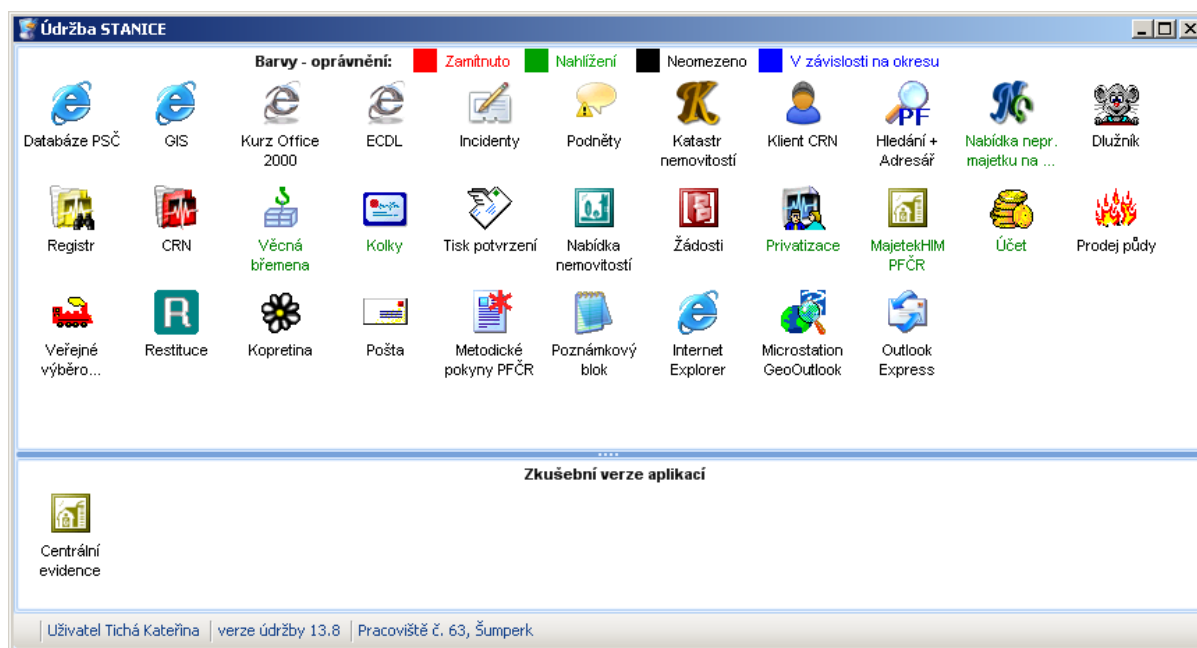 Údržba STANICE
Barvy - oprávnění: Zamítnuto Nahlížení Neomezeno V závislosti na okresu
Databáze PSČ
GIS
Kurz Office
2000
ECDL
Incidenty
Podněty
Katastr
nemovitostí
Klient CRN
PF
Hledání +
Adresář
Nabídka nepr.
majetku na ...
Dlužník
Registr
CRN
Věcná
břemena
Kolky
Tisk potvrzení
Nabídka
nemovitostí
Žádosti
Privatizace
MajetekHIM
PFČR
Účet
Prodej půdy
Veřejné
výběro...
R
Restituce
Kopretina
Pošta
Metodické
pokyny PFČR
Poznámkový
blok
Internet
Explorer
Microstation
GeoOutlook
Outlook
Express
Zkušební verze aplikací
Centrální
evidence
Uživatel Tichá Kateřina verze údržby 13.8 Pracoviště č. 63, Šumperk